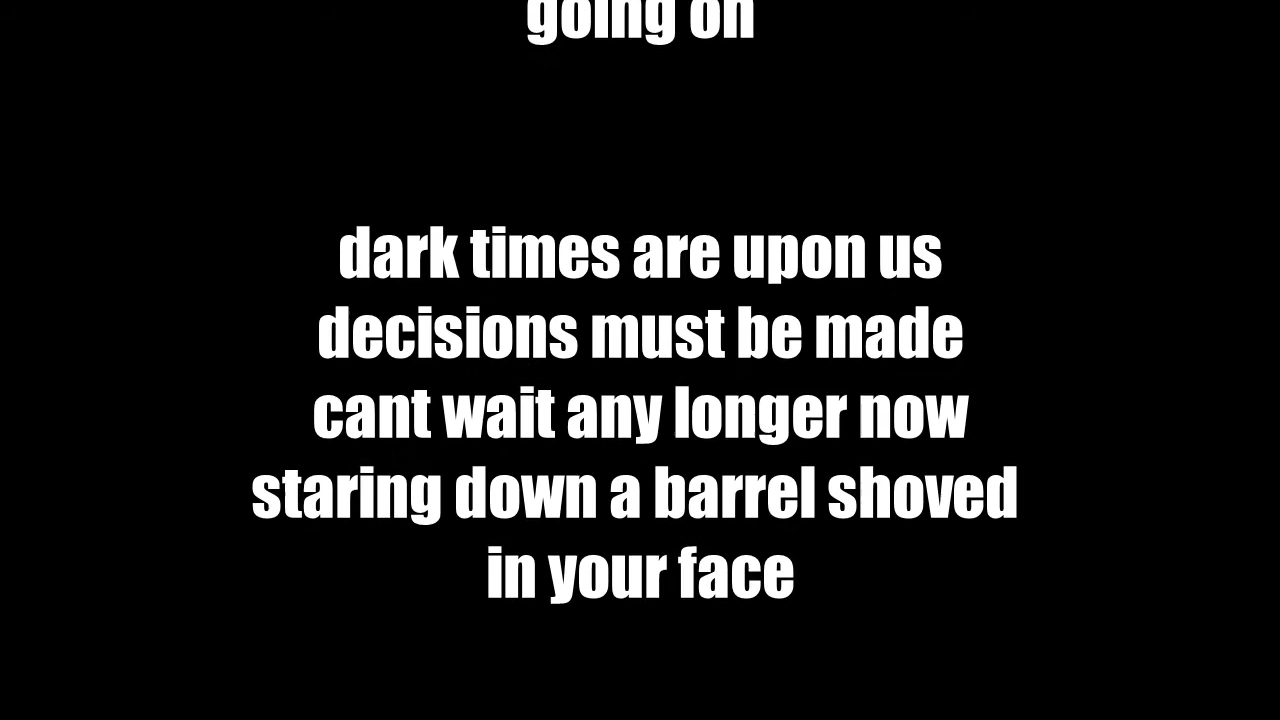 going on
dark times are upon us
decisions must be made
cant wait any longer now
staring down a barrel shoved
in your face